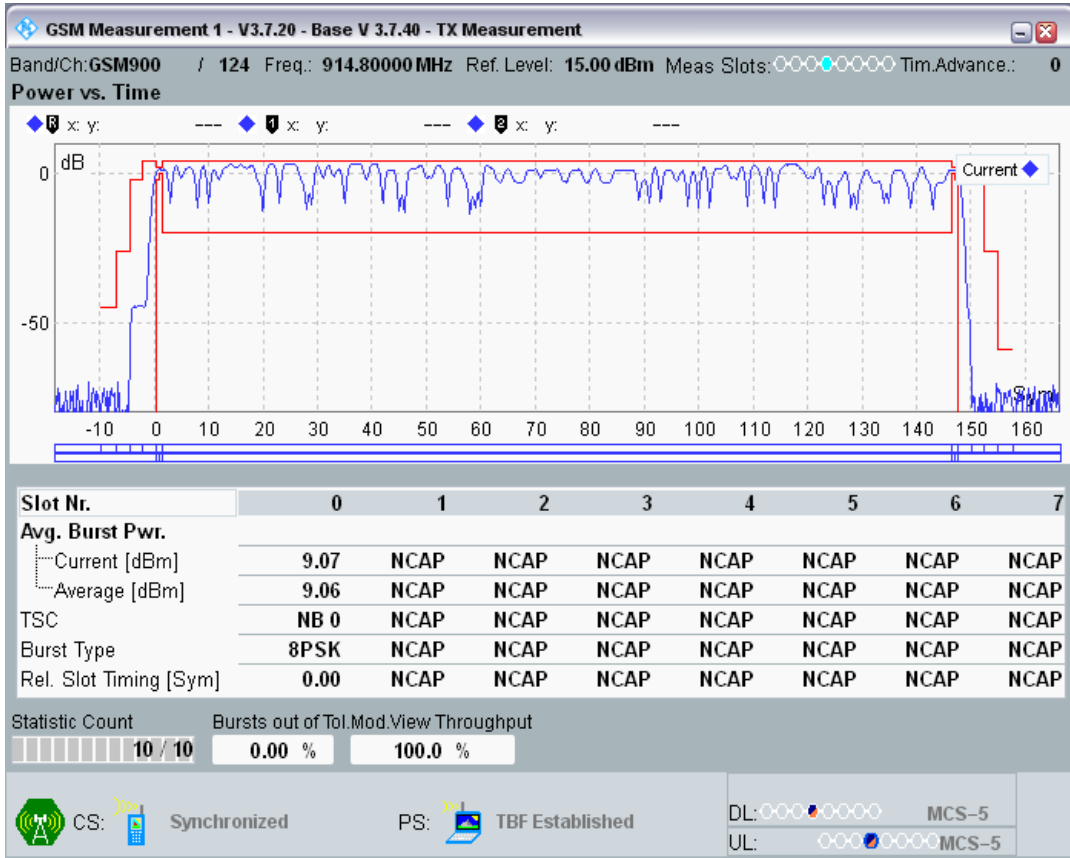 GSM Measurement 1 - V3.7.20 - Base V 3.7.40 - TX Measurement
Band/Ch:GSM900 / 124 Freq.: 914.80000 MHz Ref. Level: 15.00 dBm Meas Slots: Tim.Advance.: 0
Power vs. Time
R x: y: --- 1 x: y: --- 2 x: y: ---
dB
Current
0
-50
Sym
-10 0 10 20 30 40 50 60 70 80 90 100 110 120 130 140 150 160
Slot Nr. 0 1 2 3 4 5 6 7
Avg. Burst Pwr.
Current [dBm] 9.07 NCAP NCAP NCAP NCAP NCAP NCAP NCAP
Average [dBm] 9.06 NCAP NCAP NCAP NCAP NCAP NCAP NCAP
TSC NB 0 NCAP NCAP NCAP NCAP NCAP NCAP NCAP
Burst Type 8PSK NCAP NCAP NCAP NCAP NCAP NCAP NCAP
Rel. Slot Timing [Sym] 0.00 NCAP NCAP NCAP NCAP NCAP NCAP NCAP
Statistic Count Bursts out of Tol.Mod.View Throughput
10 / 10 0.00 % 100.0 %
CS: Synchronized PS: TBF Established
DL: MCS-5
UL: MCS-5